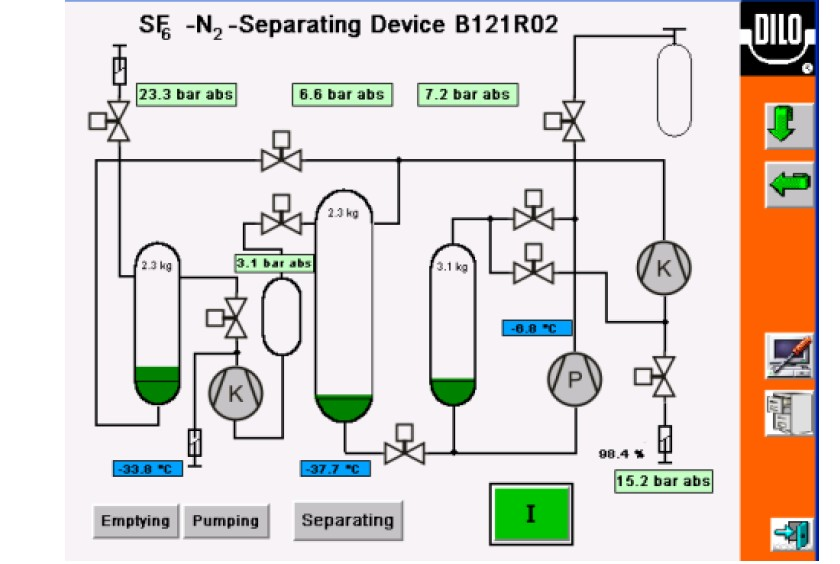 SF6 -N2 -Separating Device B121R02
DILO
®
23.3 bar abs
6.6 bar abs
7.2 bar abs
2.3 kg
3.1 bar abs
2.3 kg
3.1 kg
K
-6.8 °C
K
P
98.4 %
-33.8 °C
-37.7 °C
15.2 bar abs
Emptying
Pumping
Separating
I